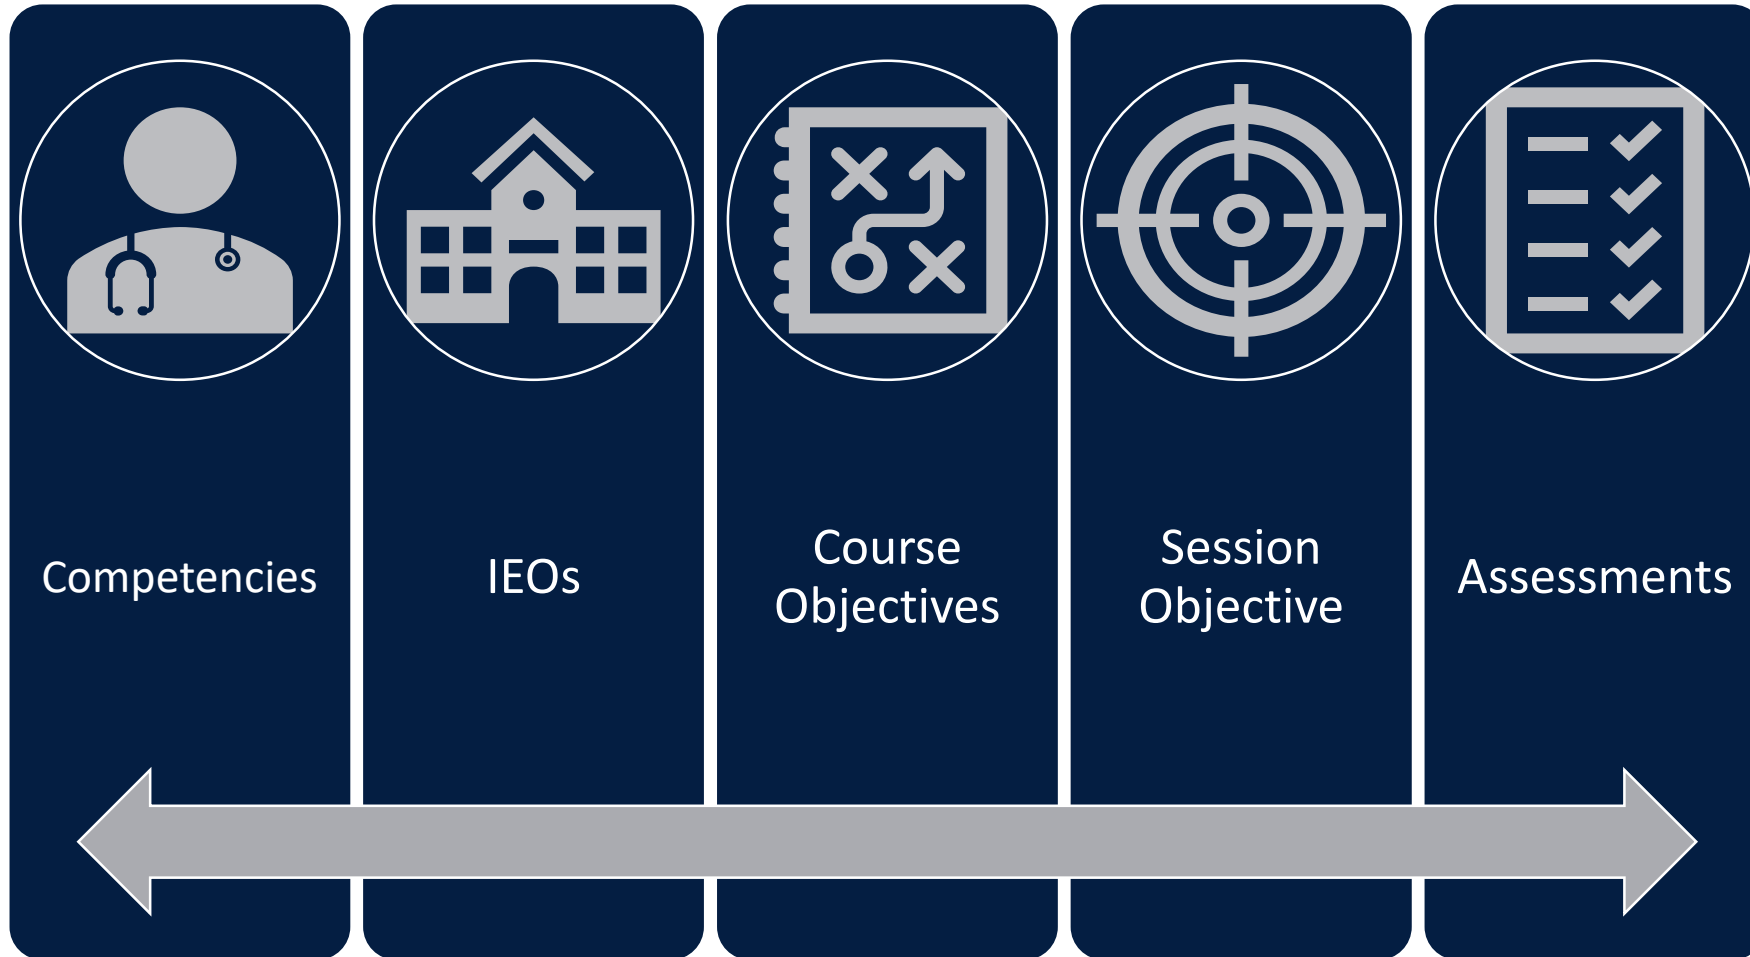 Competencies
IEOs
Course
Objectives
Session
Objective
Assessments